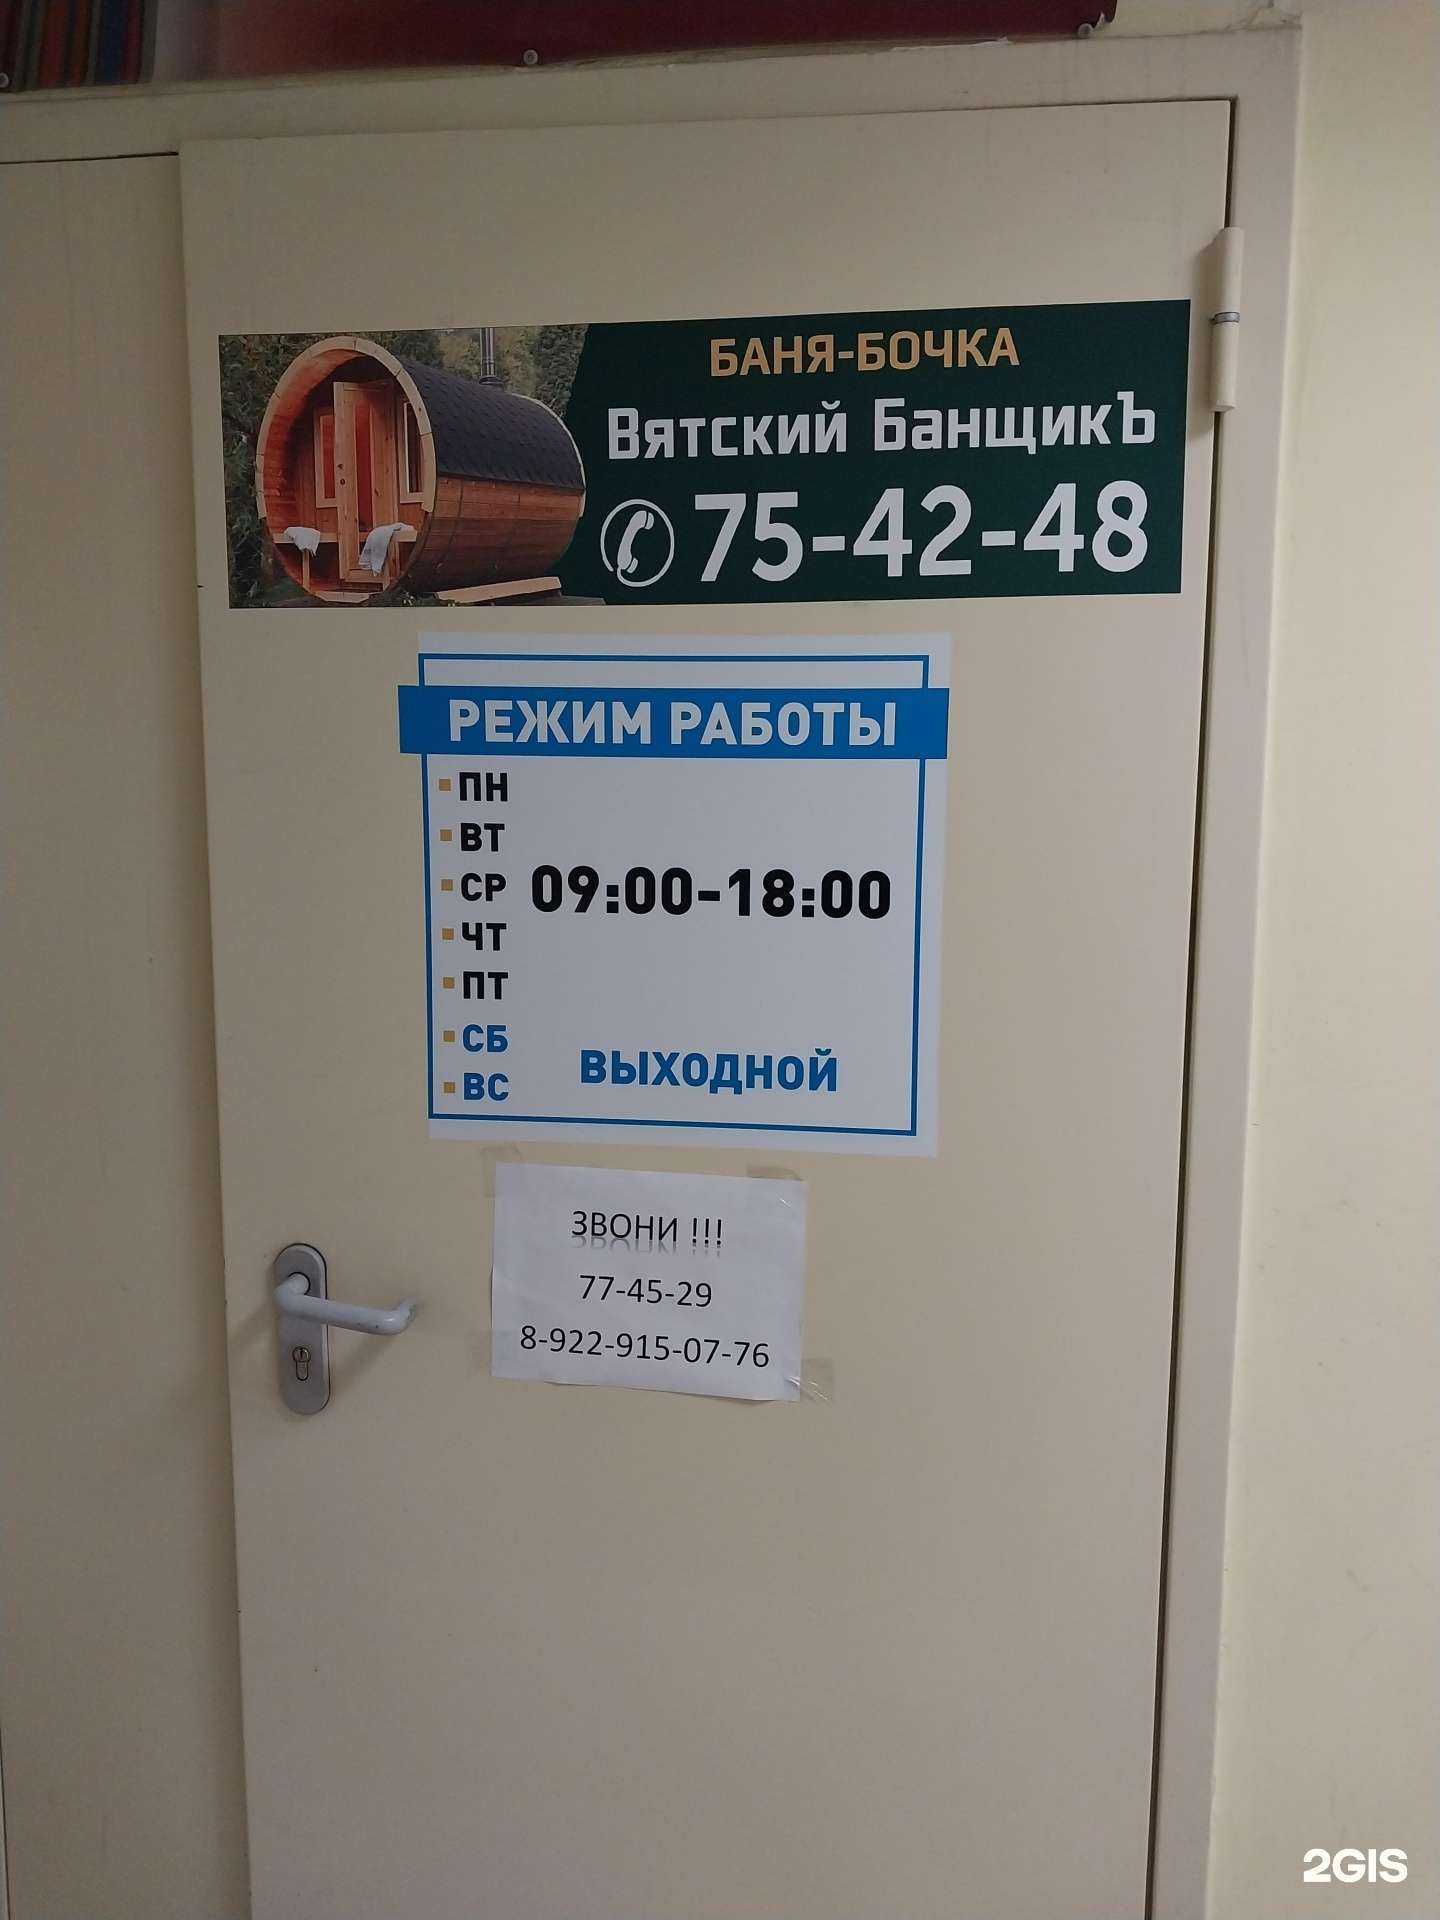 БАНЯ-БОЧКА
Вятский БанщикЪ
75-42-48
РЕЖИМ РАБОТЫ
ПН
ВТ
СР 09:00-18:00
ЧТ
ПТ
СБ
ВЫХОДНОЙ
ВС
ЗВОНИ !!!
77-45-29
8-922-915-07-76
2GIS